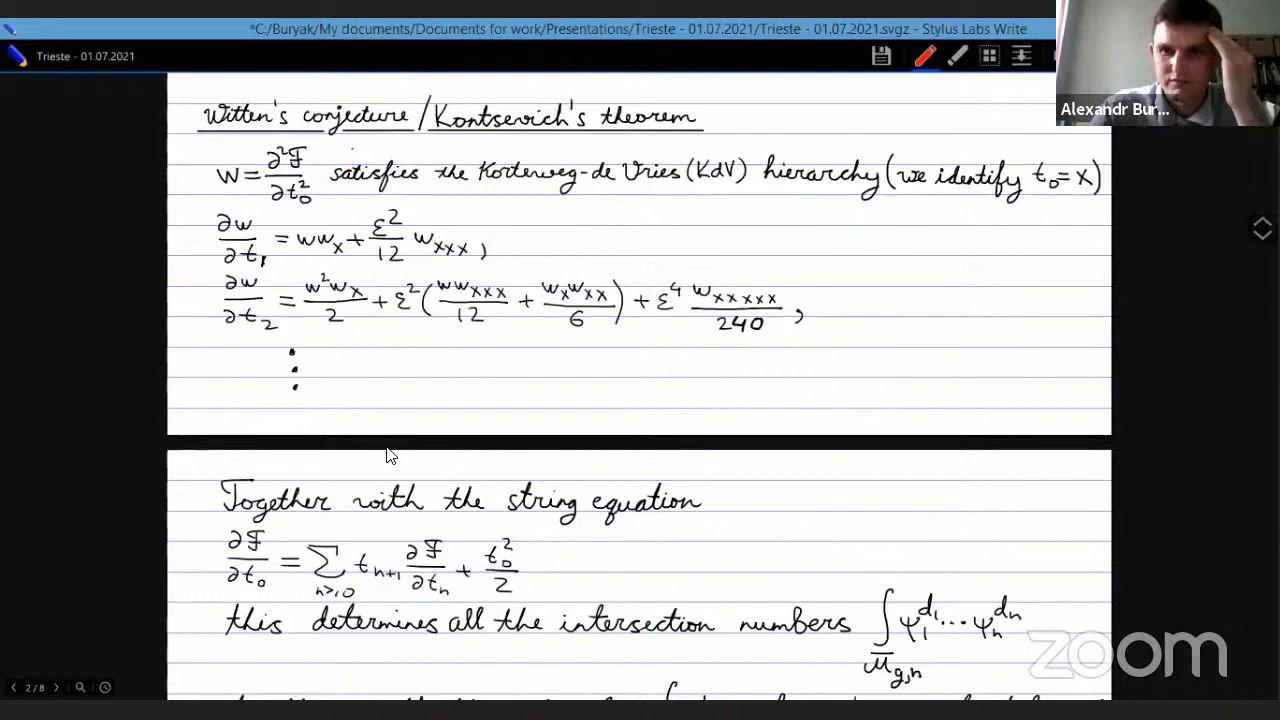 *C:/Buryak/My documents/Documents for work/Presentations/Trieste - 01.07.2021/Trieste - 01.07.2021.svgz - Stylus Labs Write
Trieste - 01.07.2021
Alexandr Bur...
Witten's conjecture / Kontsevich's theorem
w = ∂²F/∂t₀² satisfies the Korteweg-de Vries (KdV) hierarchy (we identify t₀ = x)
∂w/∂t₁ = ww_x + ε²/12 w_xxx,
∂w/∂t₂ = w²w_x/2 + ε²(ww_xxx/12 + w_xw_xx/6) + ε⁴ w_xxxxx/240,
⋮
Together with the string equation
∂F/∂t₀ = Σ_{n≥0} t_{n+1} ∂F/∂t_n + t₀²/2
this determines all the intersection numbers ∫_{M̅_{g,n}} ψ₁^{d₁}...ψ_n^{d_n}
zoom
2/8